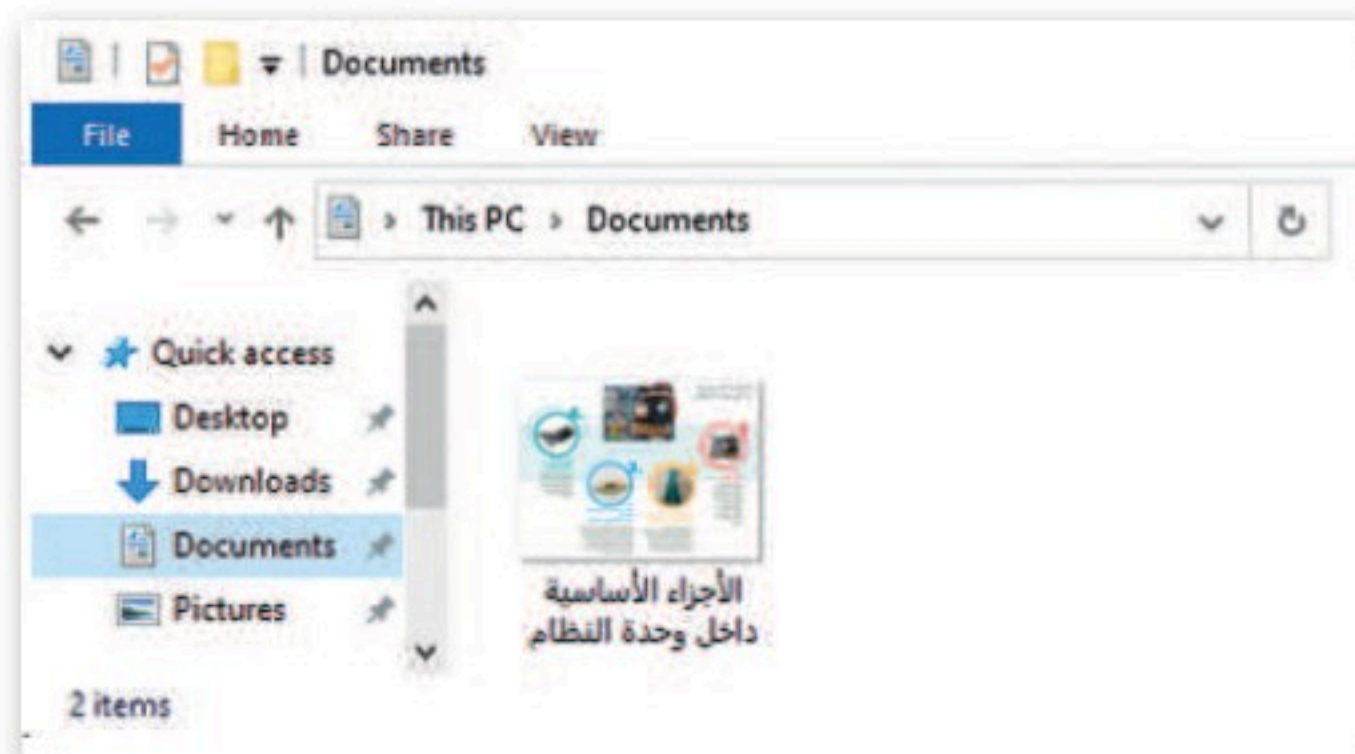 Documents
File Home Share View
This PC > Documents
Quick access
Desktop
Downloads
Documents
Pictures
الأجزاء الأساسية
داخل وحدة النظام
2 items